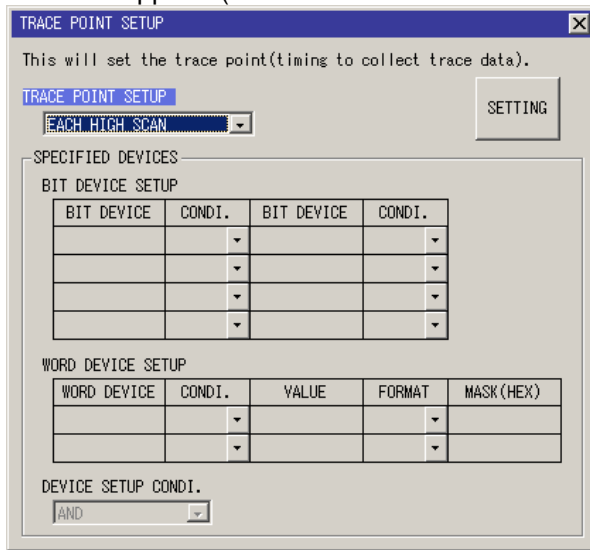 TRACE POINT SETUP
This will set the trace point(timing to collect trace data).
TRACE POINT SETUP
EACH HIGH SCAN
SETTING
SPECIFIED DEVICES
BIT DEVICE SETUP
BIT DEVICE CONDI. BIT DEVICE CONDI.
WORD DEVICE SETUP
WORD DEVICE CONDI. VALUE FORMAT MASK(HEX)
DEVICE SETUP CONDI.
AND